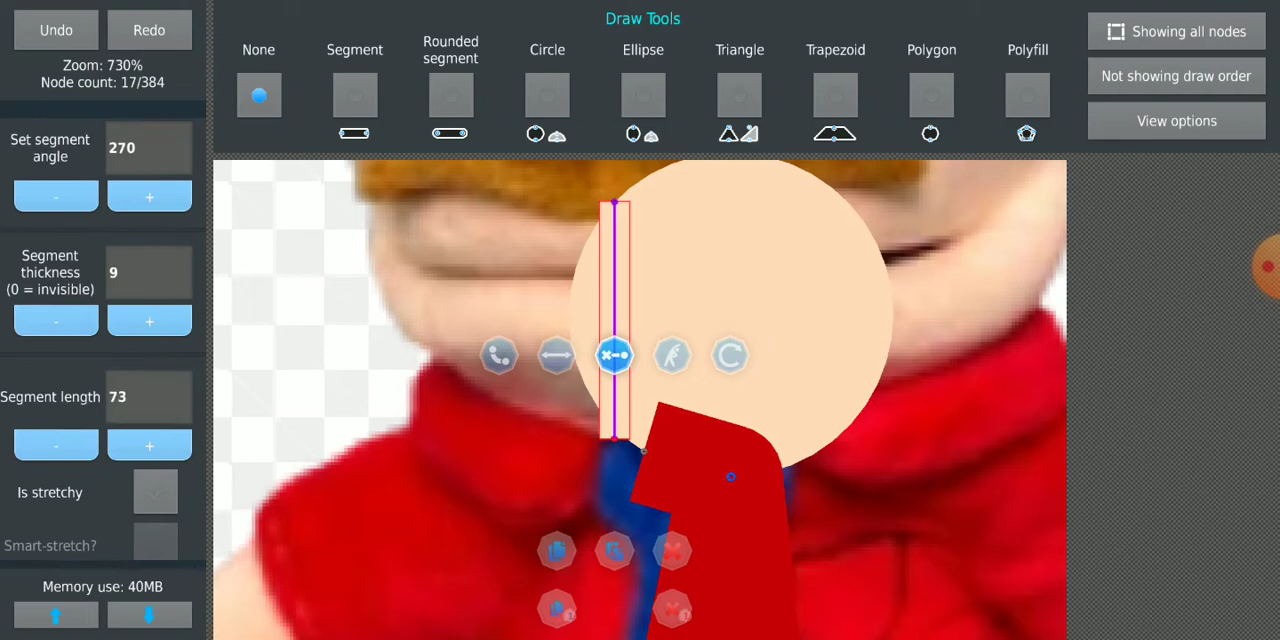 Undo
Redo
Zoom: 730%
Node count: 17/384
Set segment
angle
270
-
+
Segment
thickness
(0 = invisible)
9
-
+
Segment length
73
-
+
Is stretchy
Smart-stretch?
Memory use: 40MB
Draw Tools
None
Segment
Rounded
segment
Circle
Ellipse
Triangle
Trapezoid
Polygon
Polyfill
Showing all nodes
Not showing draw order
View options